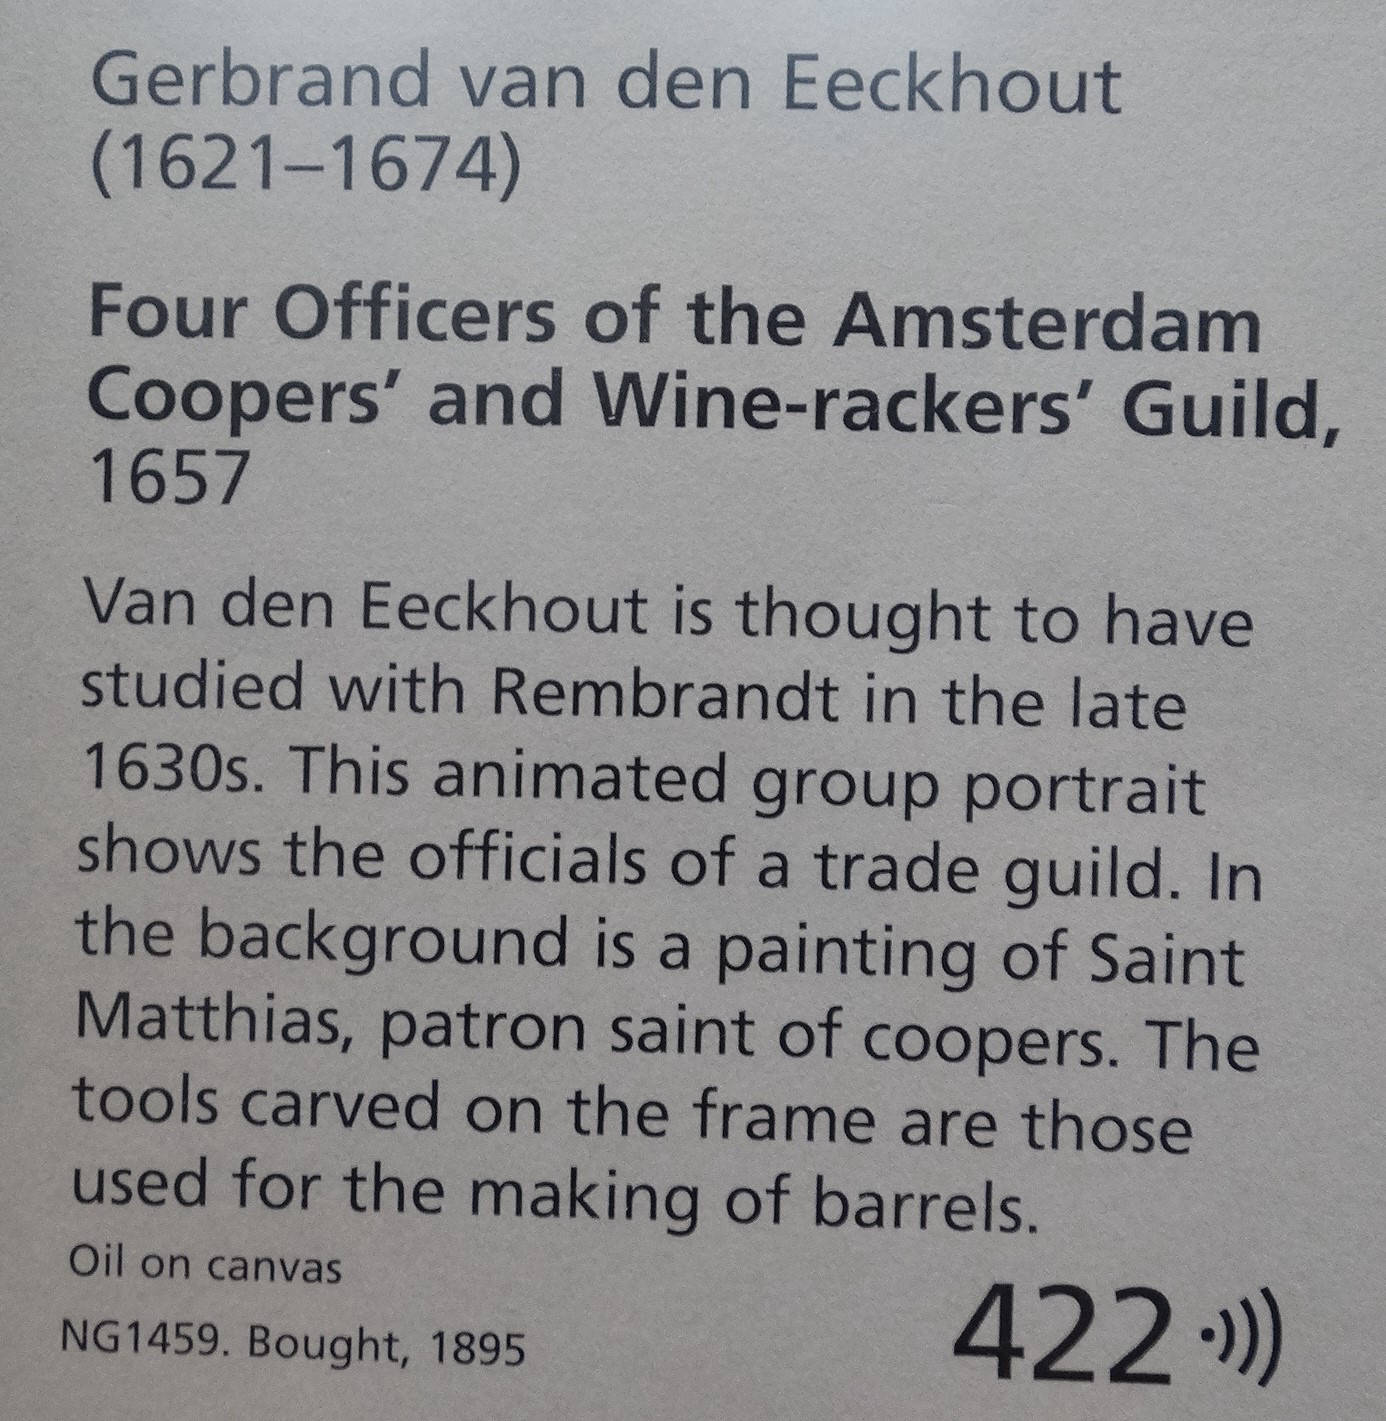 Gerbrand van den Eeckhout
(1621–1674)
Four Officers of the Amsterdam
Coopers’ and Wine-rackers’ Guild,
1657
Van den Eeckhout is thought to have
studied with Rembrandt in the late
1630s. This animated group portrait
shows the officials of a trade guild. In
the background is a painting of Saint
Matthias, patron saint of coopers. The
tools carved on the frame are those
used for the making of barrels.
Oil on canvas
NG1459. Bought, 1895
422